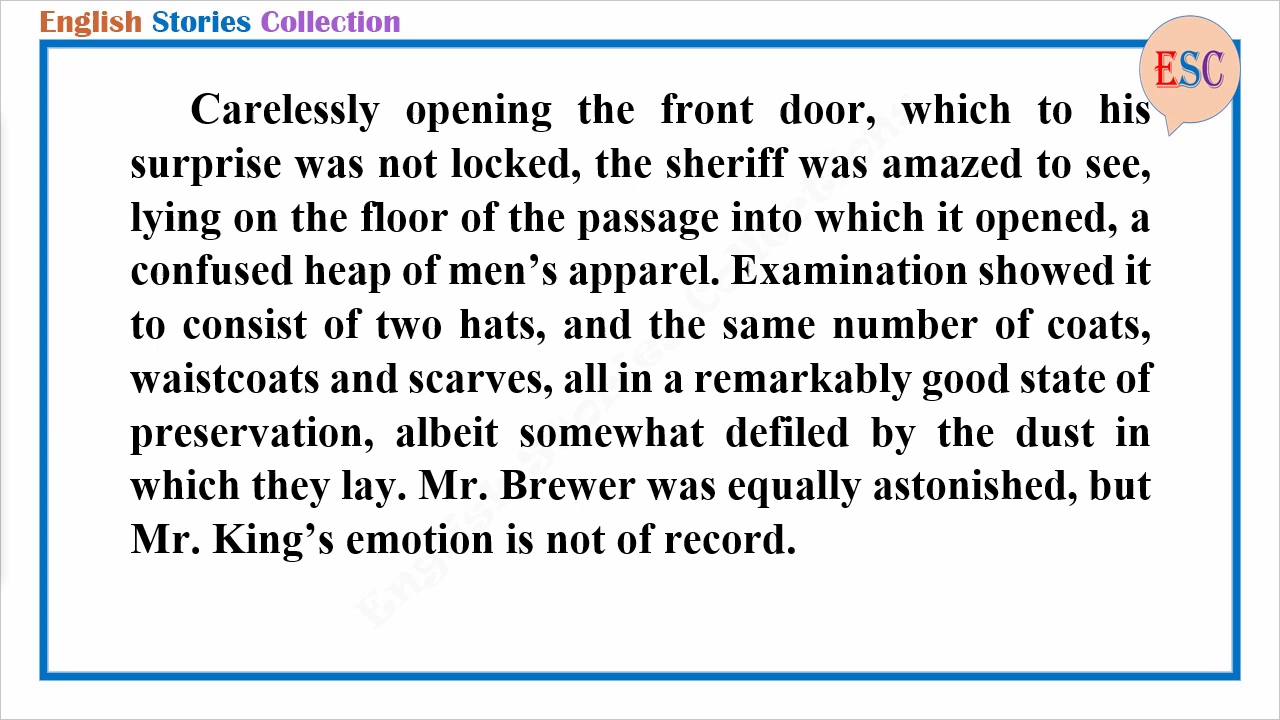 English Stories Collection
ESC
Carelessly opening the front door, which to his
surprise was not locked, the sheriff was amazed to see,
lying on the floor of the passage into which it opened, a
confused heap of men’s apparel. Examination showed it
to consist of two hats, and the same number of coats,
waistcoats and scarves, all in a remarkably good state of
preservation, albeit somewhat defiled by the dust in
which they lay. Mr. Brewer was equally astonished, but
Mr. King’s emotion is not of record.
English Stories Collection